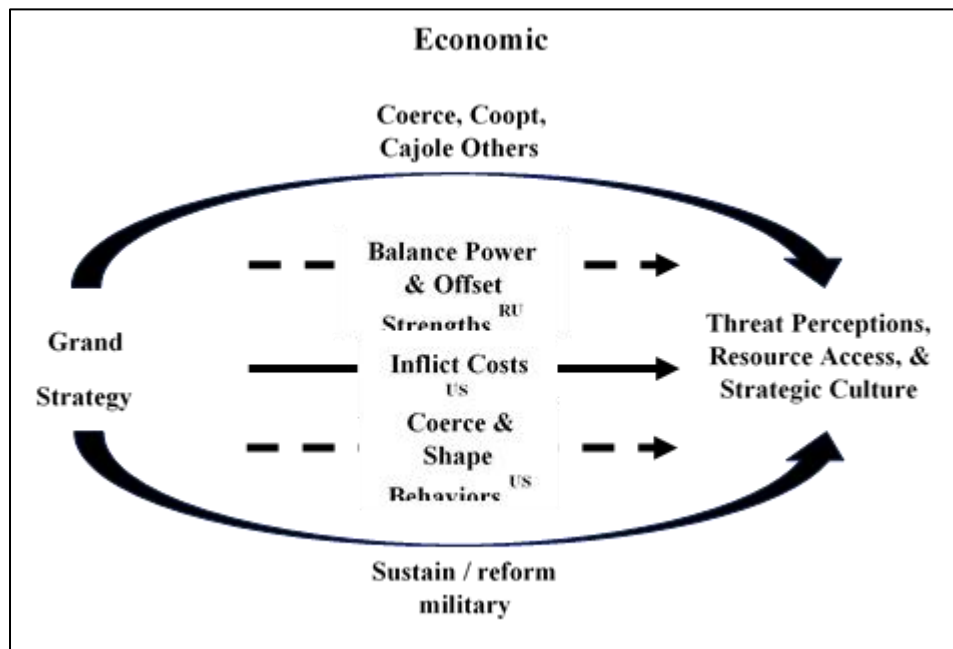 Economic
Coerce, Coopt,
Cajole Others
Balance Power
& Offset
Strengths RU
Grand
Strategy
Inflict Costs
US
Threat Perceptions,
Resource Access, &
Strategic Culture
Coerce &
Shape
Behaviors US
Sustain / reform
military